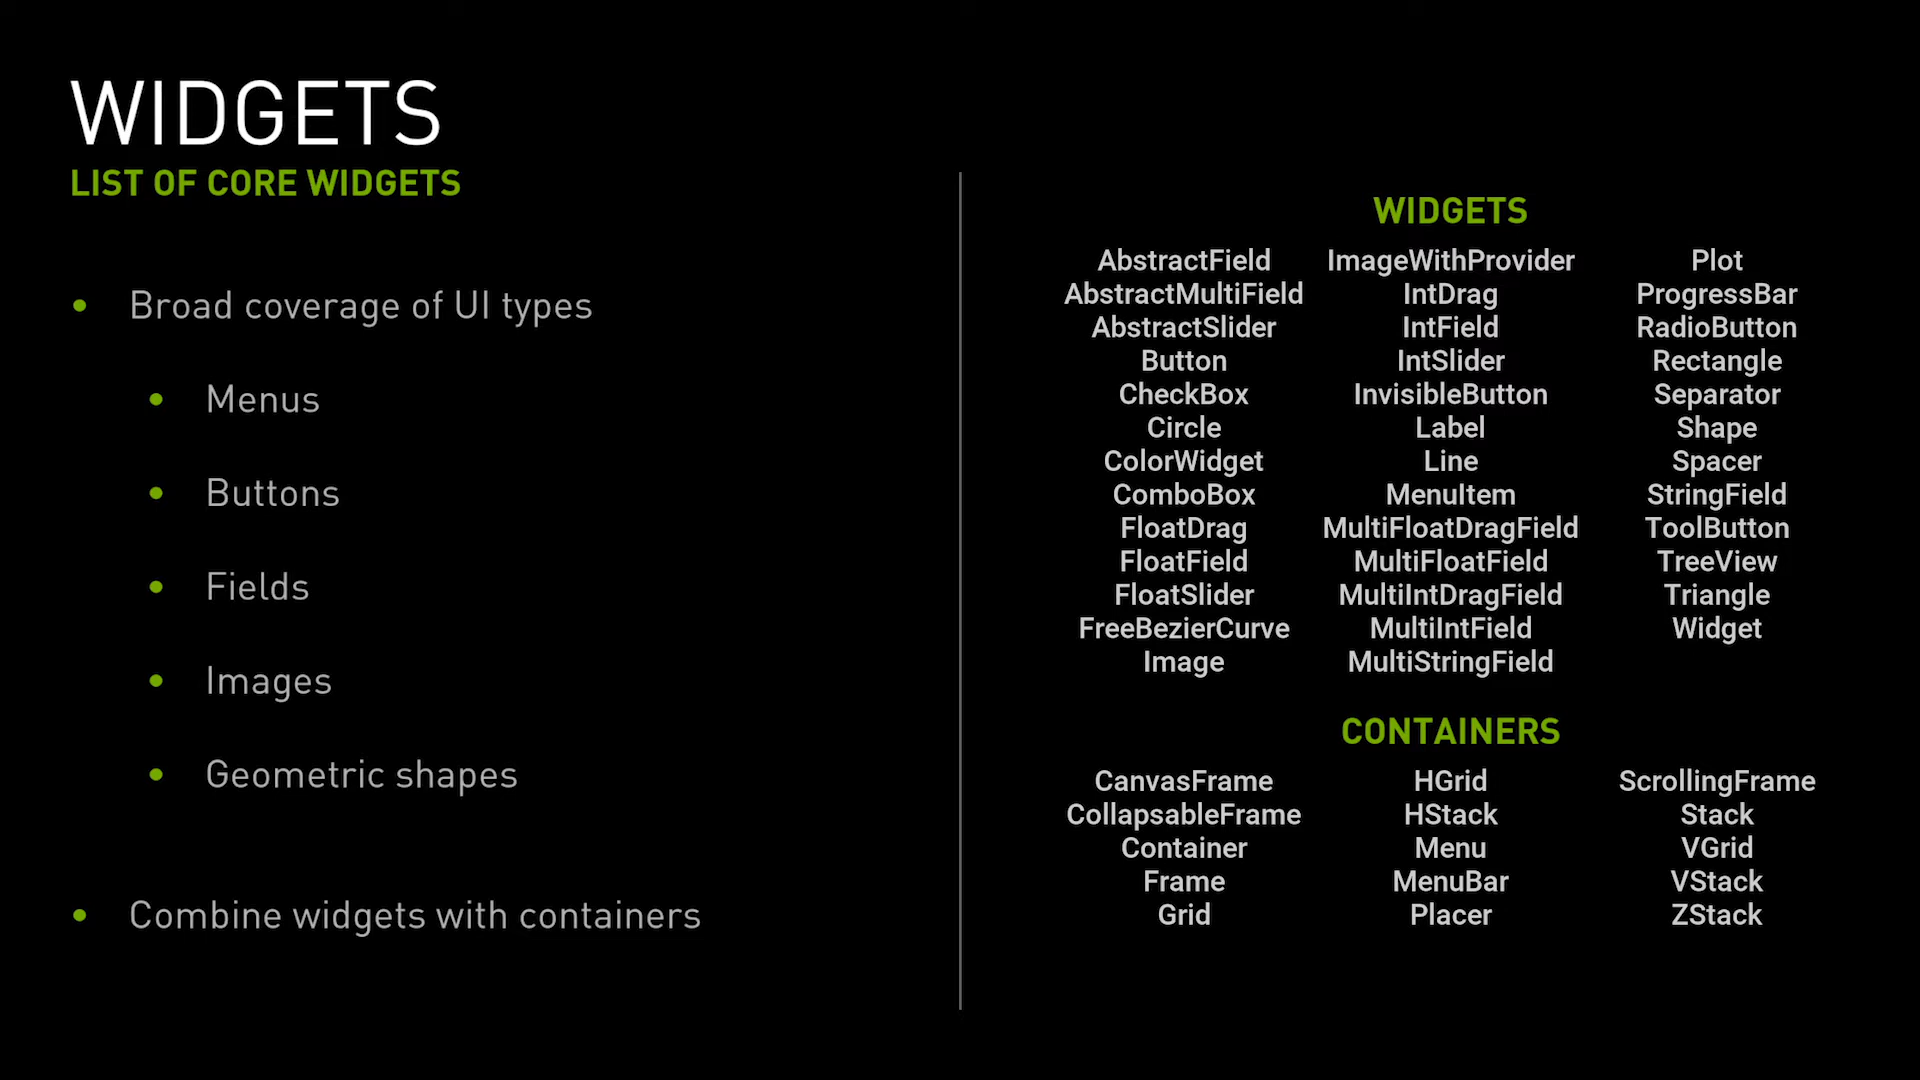 WIDGETS
LIST OF CORE WIDGETS
Broad coverage of UI types
Menus
Buttons
Fields
Images
Geometric shapes
Combine widgets with containers
WIDGETS
AbstractField
AbstractMultiField
AbstractSlider
Button
CheckBox
Circle
ColorWidget
ComboBox
FloatDrag
FloatField
FloatSlider
FreeBezierCurve
Image
ImageWithProvider
IntDrag
IntField
IntSlider
InvisibleButton
Label
Line
MenuItem
MultiFloatDragField
MultiFloatField
MultiIntDragField
MultiIntField
MultiStringField
Plot
ProgressBar
RadioButton
Rectangle
Separator
Shape
Spacer
StringField
ToolButton
TreeView
Triangle
Widget
CONTAINERS
CanvasFrame
CollapsableFrame
Container
Frame
Grid
HGrid
HStack
Menu
MenuBar
Placer
ScrollingFrame
Stack
VGrid
VStack
ZStack